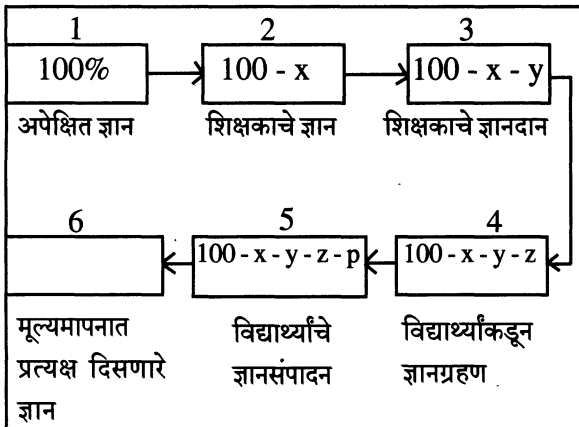 1 2 3
100% 100 - x 100 - x - y
अपेक्षित ज्ञान शिक्षकाचे ज्ञान शिक्षकाचे ज्ञानदान
6 5 4
100 - x - y - z - p 100 - x - y - z
मूल्यमापनात विद्यार्थ्यांचे विद्यार्थ्यांकडून
प्रत्यक्ष दिसणारे ज्ञानसंपादन ज्ञानग्रहण
ज्ञान